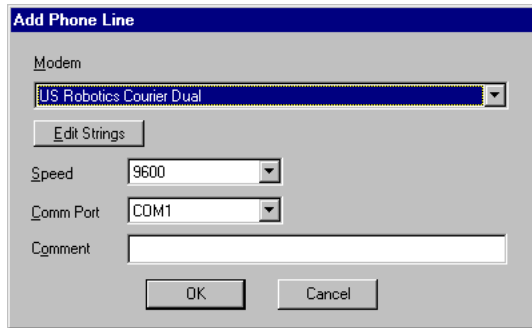 Add Phone Line
Modem
US Robotics Courier Dual
Edit Strings
Speed
9600
Comm Port
COM1
Comment
OK
Cancel